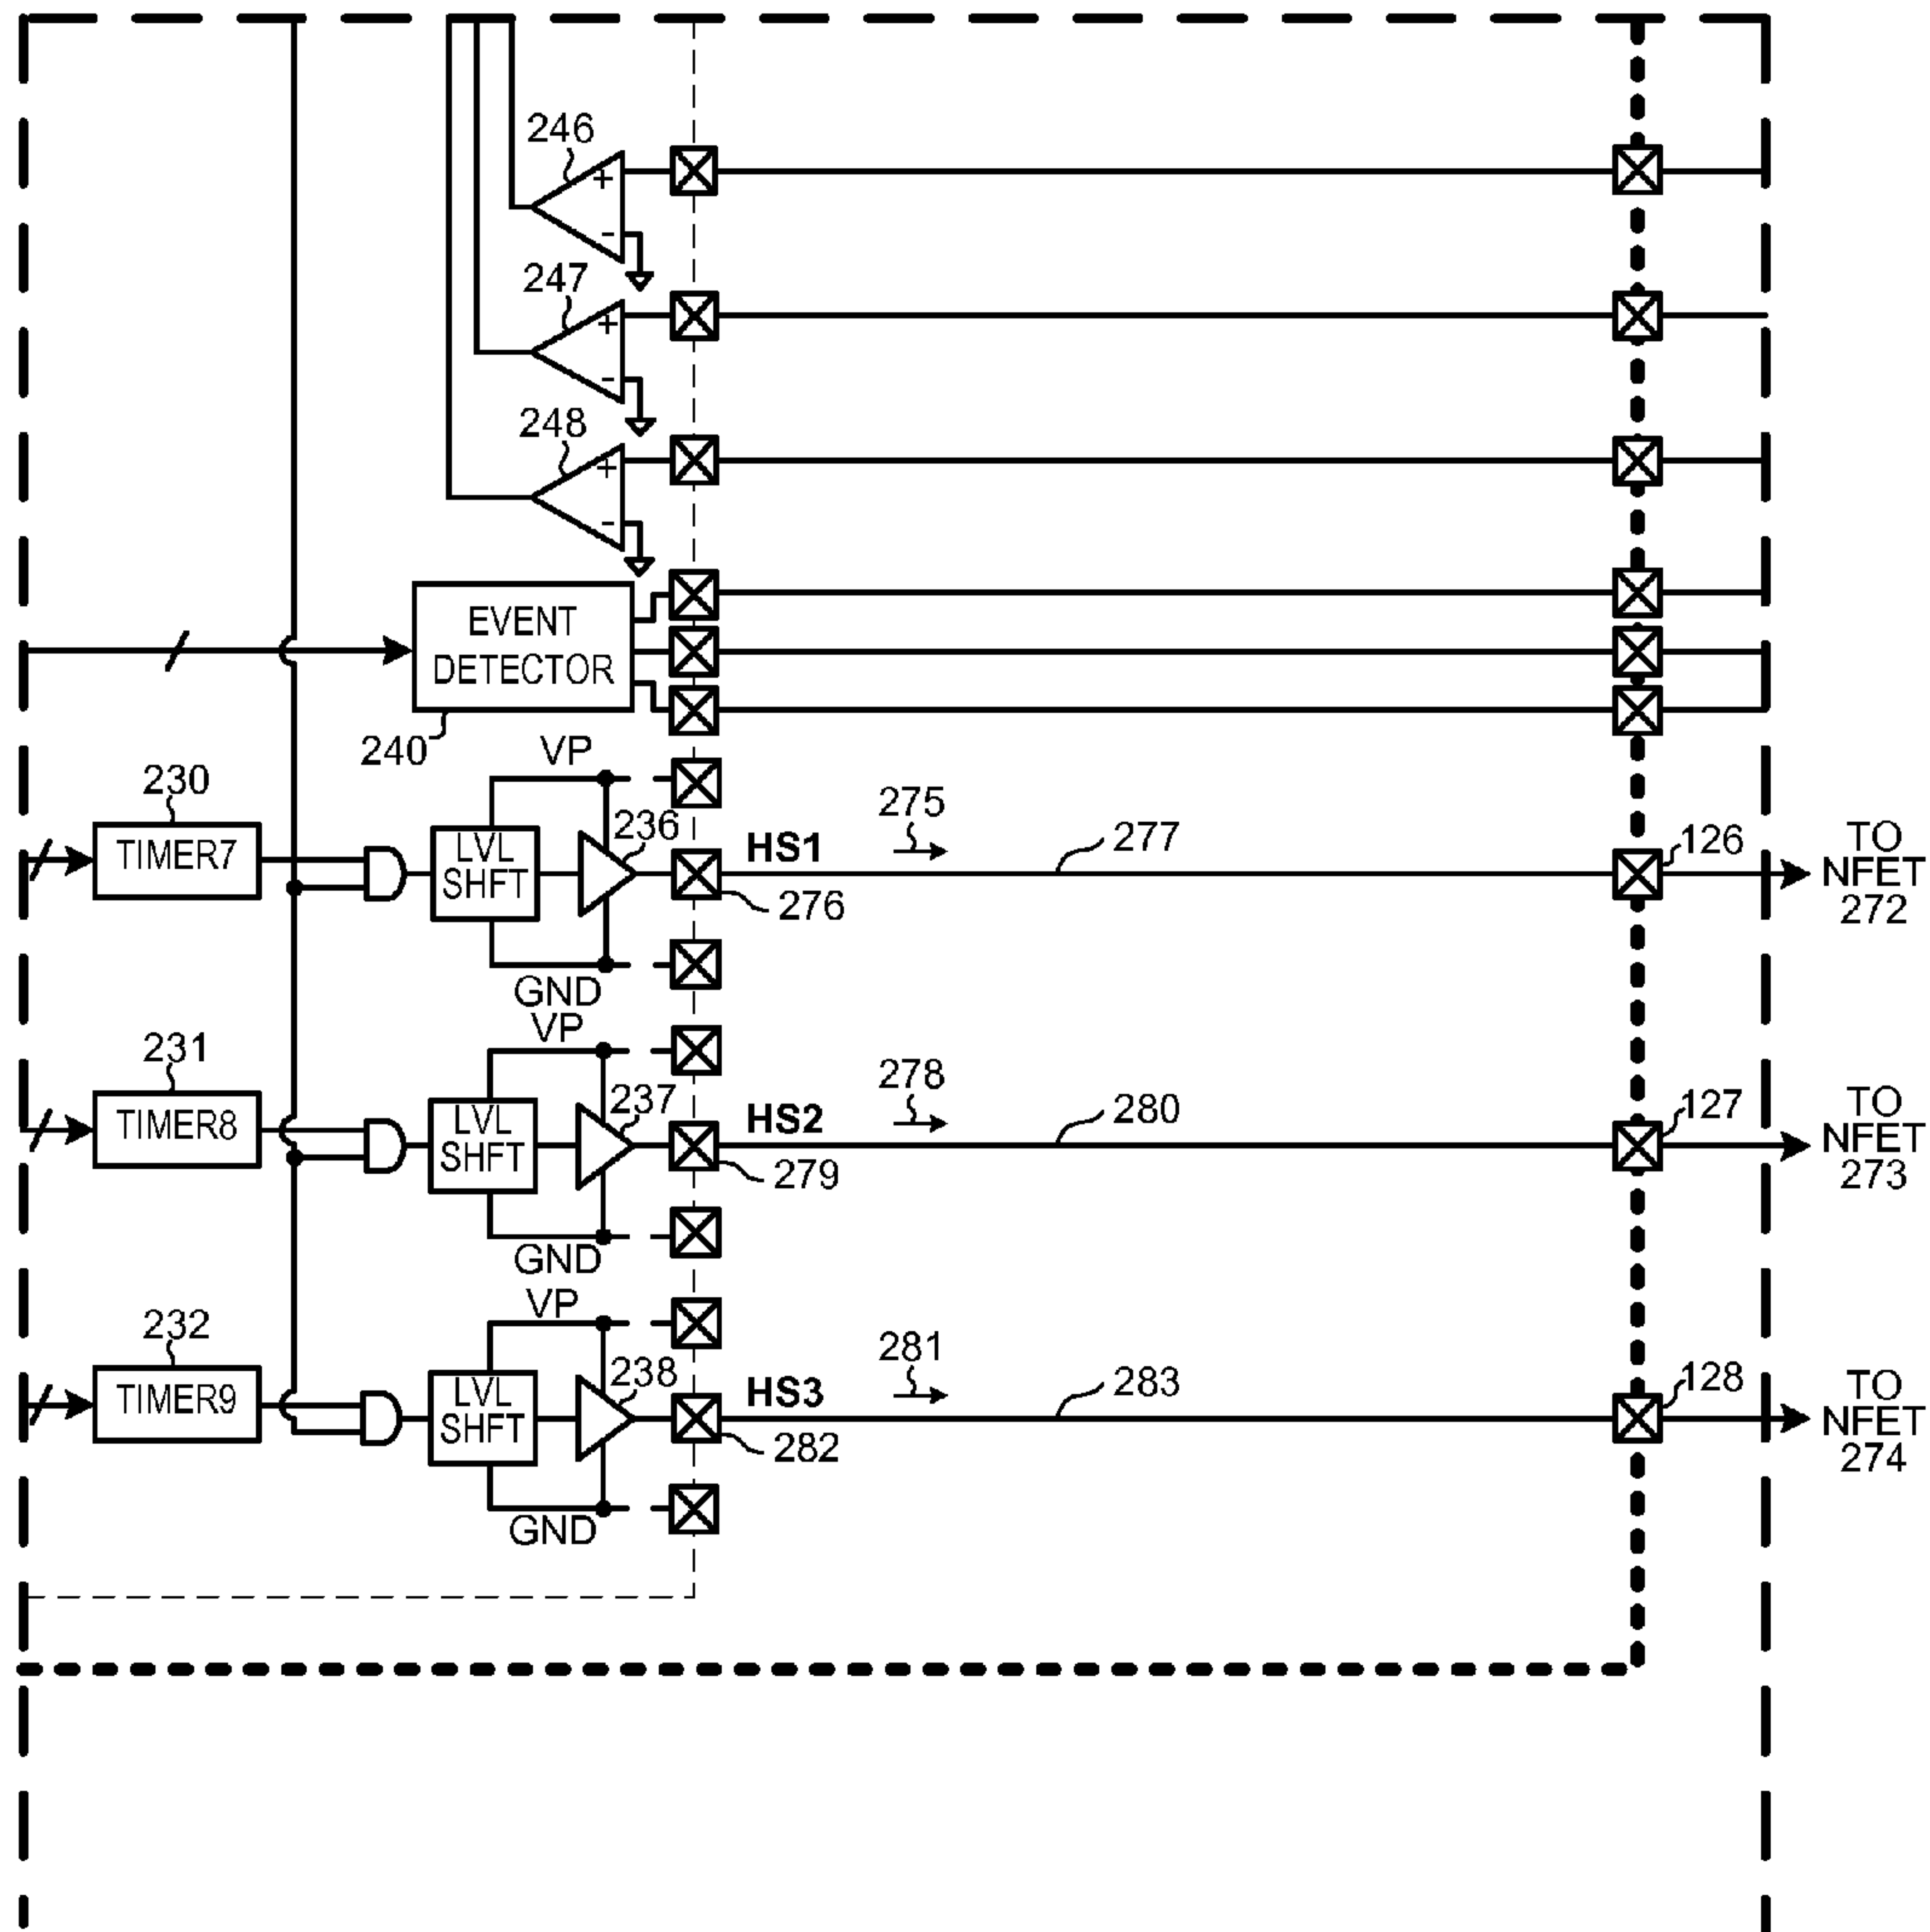 246
+
-
247
+
-
248
+
-
EVENT
DETECTOR
240
VP
230
TIMER7
LVL
SHFT
236
HS1
275
277
276
126
TO
NFET
272
GND
VP
231
TIMER8
LVL
SHFT
237
HS2
278
280
279
127
TO
NFET
273
GND
VP
232
TIMER9
LVL
SHFT
238
HS3
281
283
282
128
TO
NFET
274
GND